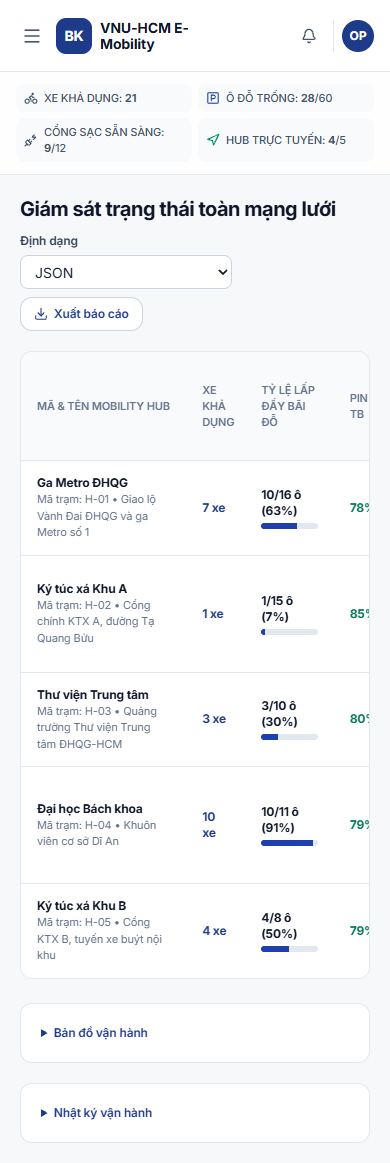 BK
VNU-HCM E-
Mobility
OP
XE KHẢ DỤNG: 21
Ô ĐỖ TRỐNG: 28/60
CỔNG SẠC SẴN SÀNG:
9/12
HUB TRỰC TUYẾN: 4/5
Giám sát trạng thái toàn mạng lưới
Định dạng
JSON
Xuất báo cáo
MÃ & TÊN MOBILITY HUB
XE
KHẢ
DỤNG
TỶ LỆ LẤP
ĐẦY BÃI
ĐỖ
PIN
TB
Ga Metro ĐHQG
Mã trạm: H-01 • Giao lộ
Vành Đai ĐHQG và ga
Metro số 1
7 xe
10/16 ô
(63%)
78%
Ký túc xá Khu A
Mã trạm: H-02 • Cổng
chính KTX A, đường Tạ
Quang Bửu
1 xe
1/15 ô
(7%)
85%
Thư viện Trung tâm
Mã trạm: H-03 • Quảng
trường Thư viện Trung
tâm ĐHQG-HCM
3 xe
3/10 ô
(30%)
80%
Đại học Bách khoa
Mã trạm: H-04 • Khuôn
viên cơ sở Dĩ An
10
xe
10/11 ô
(91%)
79%
Ký túc xá Khu B
Mã trạm: H-05 • Cổng
KTX B, tuyến xe buýt nội
khu
4 xe
4/8 ô
(50%)
79%
Bản đồ vận hành
Nhật ký vận hành